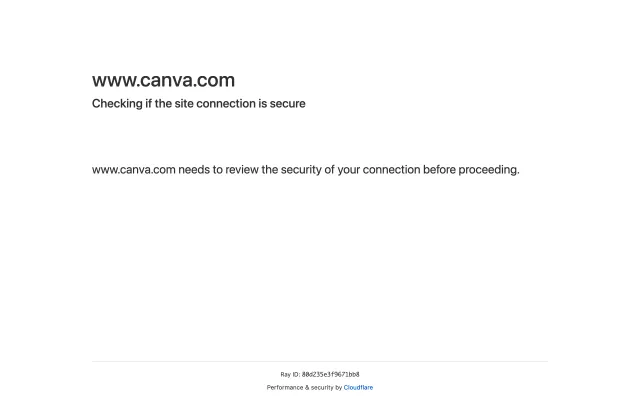 www.canva.com
Checking if the site connection is secure
www.canva.com needs to review the security of your connection before proceeding.
Ray ID: 80d235e3f9671bb8
Performance & security by Cloudflare